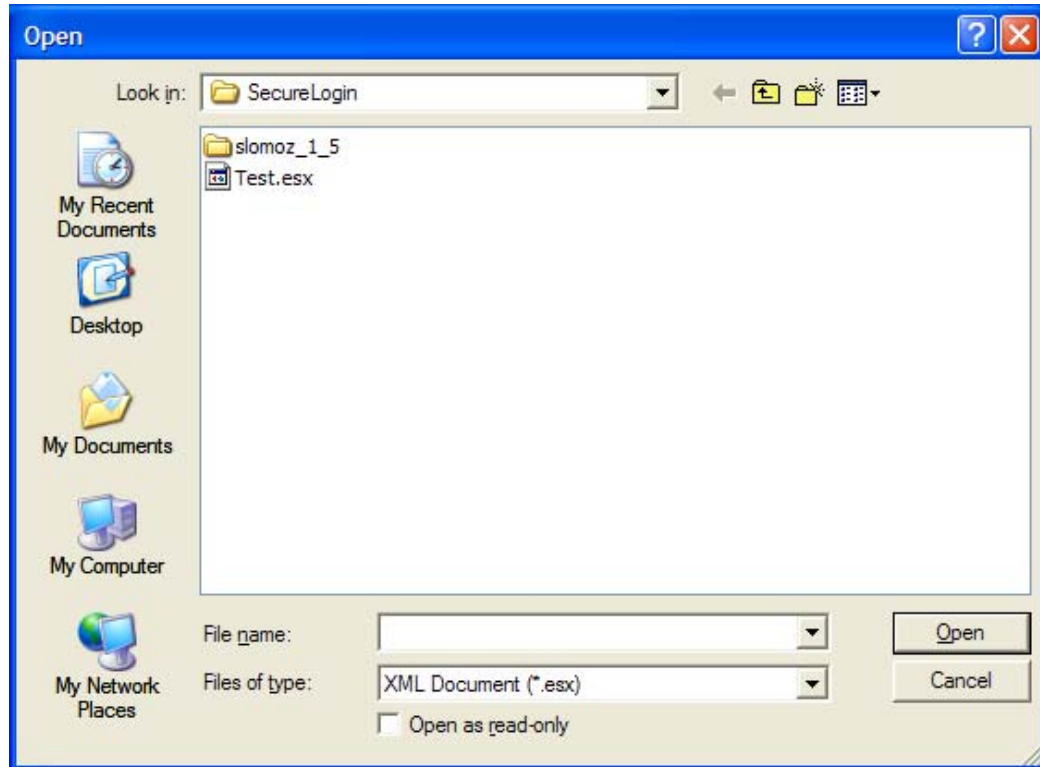 Open
Look in:
SecureLogin
slomoz_1_5
Test.esx
My Recent
Documents
Desktop
My Documents
My Computer
My Network
Places
File name:
Open
Files of type:
XML Document (*.esx)
Cancel
Open as read-only